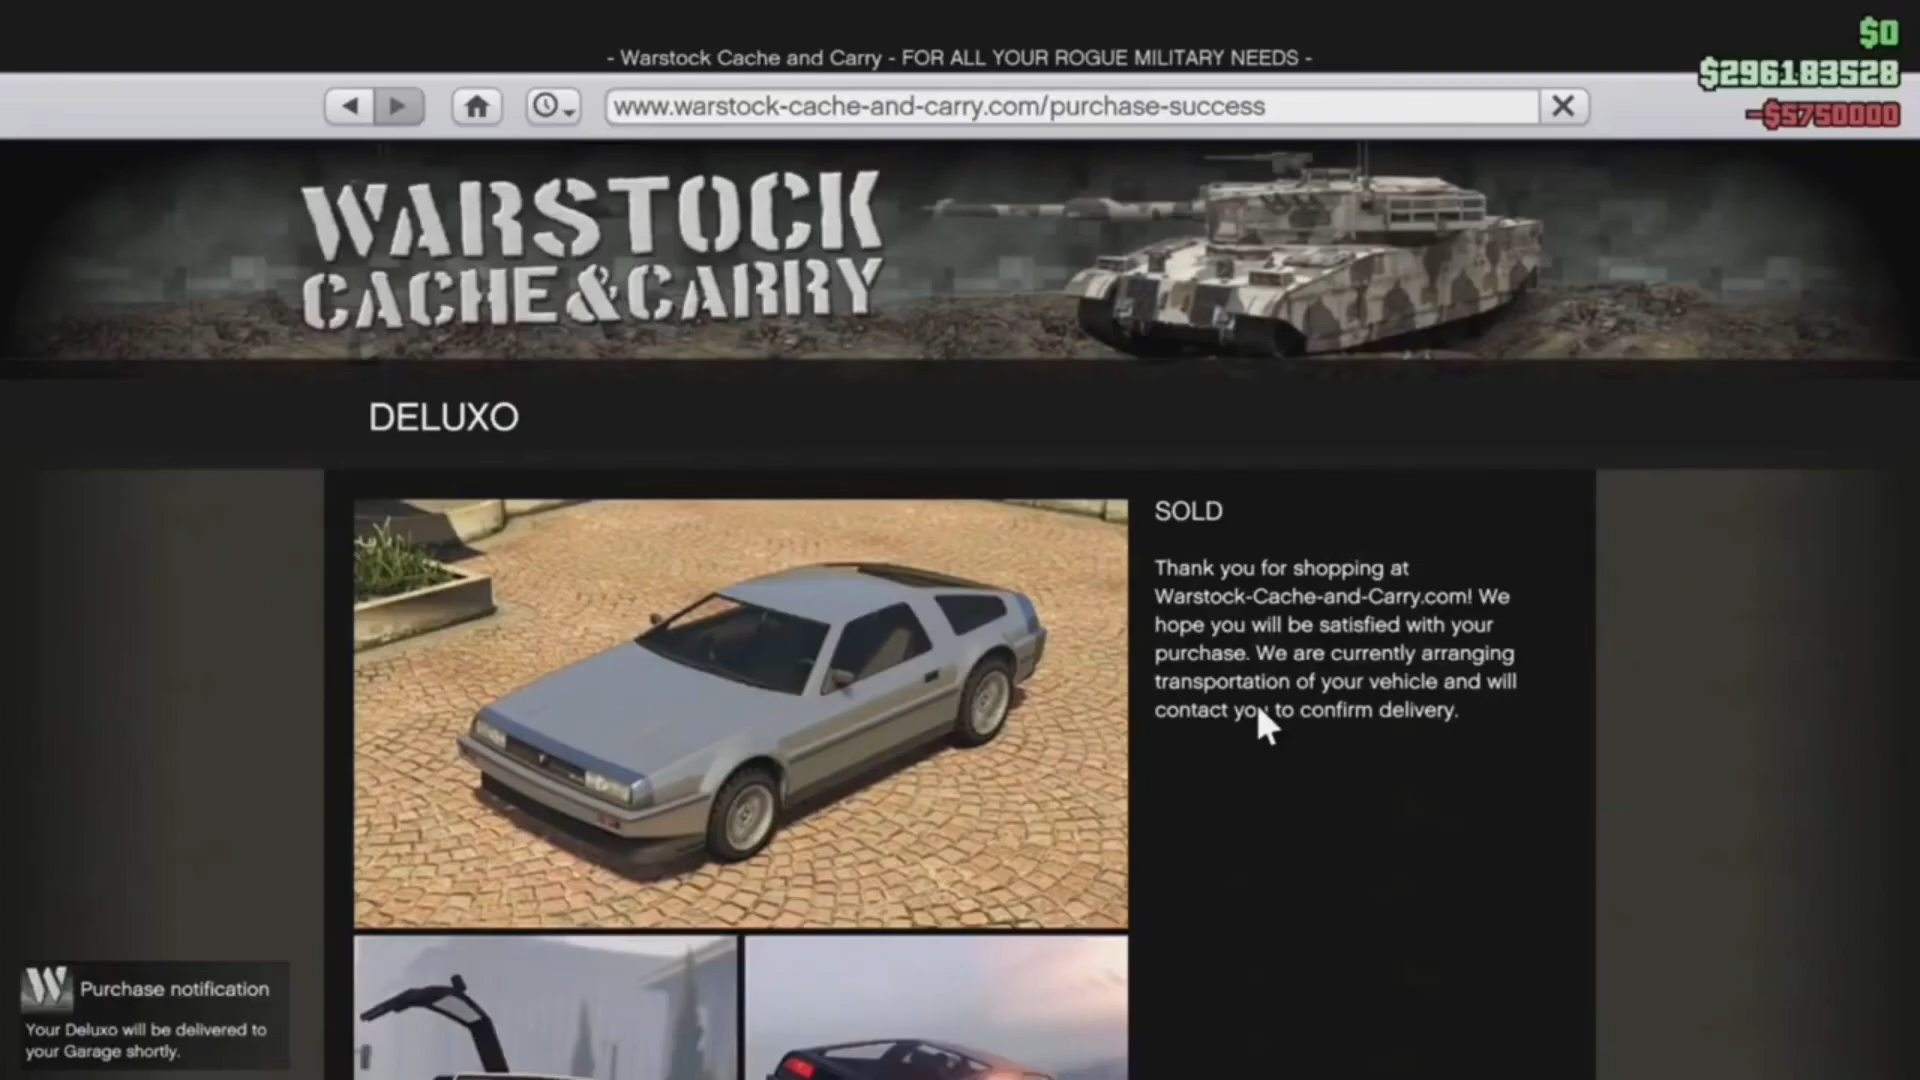 $0
- Warstock Cache and Carry - FOR ALL YOUR ROGUE MILITARY NEEDS -
$296183528
www.warstock-cache-and-carry.com/purchase-success
-$5750000
WARSTOCK
CACHE&CARRY
DELUXO
SOLD
Thank you for shopping at
Warstock-Cache-and-Carry.com! We
hope you will be satisfied with your
purchase. We are currently arranging
transportation of your vehicle and will
contact you to confirm delivery.
W Purchase notification
Your Deluxo will be delivered to
your Garage shortly.